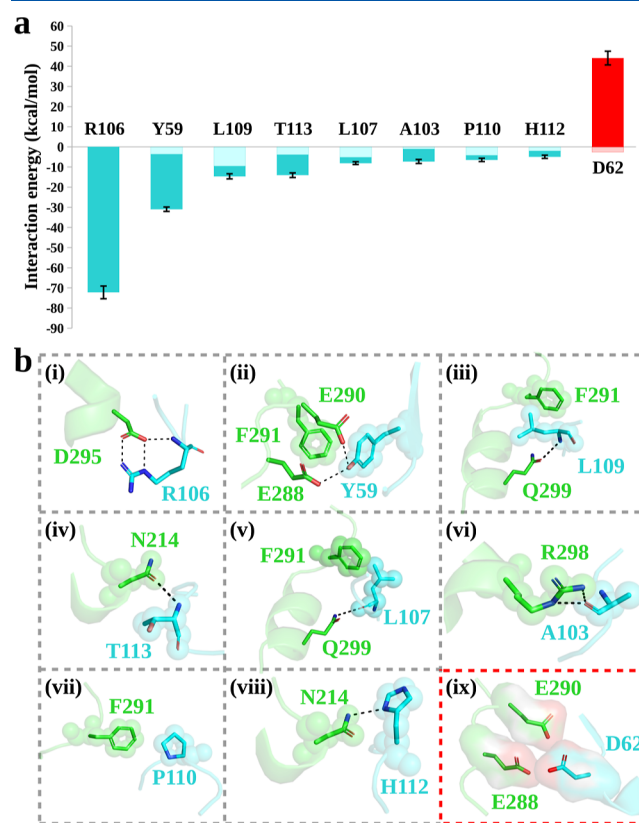 a
Interaction energy (kcal/mol)
60
50
40
30
20
10
0
-10
-20
-30
-40
-50
-60
-70
-80
-90
R106 Y59 L109 T113 L107 A103 P110 H112
D62
b
(i)
D295
R106
(ii)
E290
F291
E288
Y59
(iii)
F291
L109
Q299
(iv)
N214
T113
(v)
F291
L107
Q299
(vi)
R298
A103
(vii)
F291
P110
(viii)
N214
H112
(ix)
E290
D62
E288